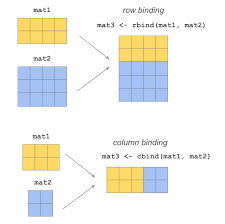 mat1
row binding
mat3 <- rbind(mat1, mat2)
mat2
column binding
mat1
mat3 <- cbind(mat1, mat2)
mat2